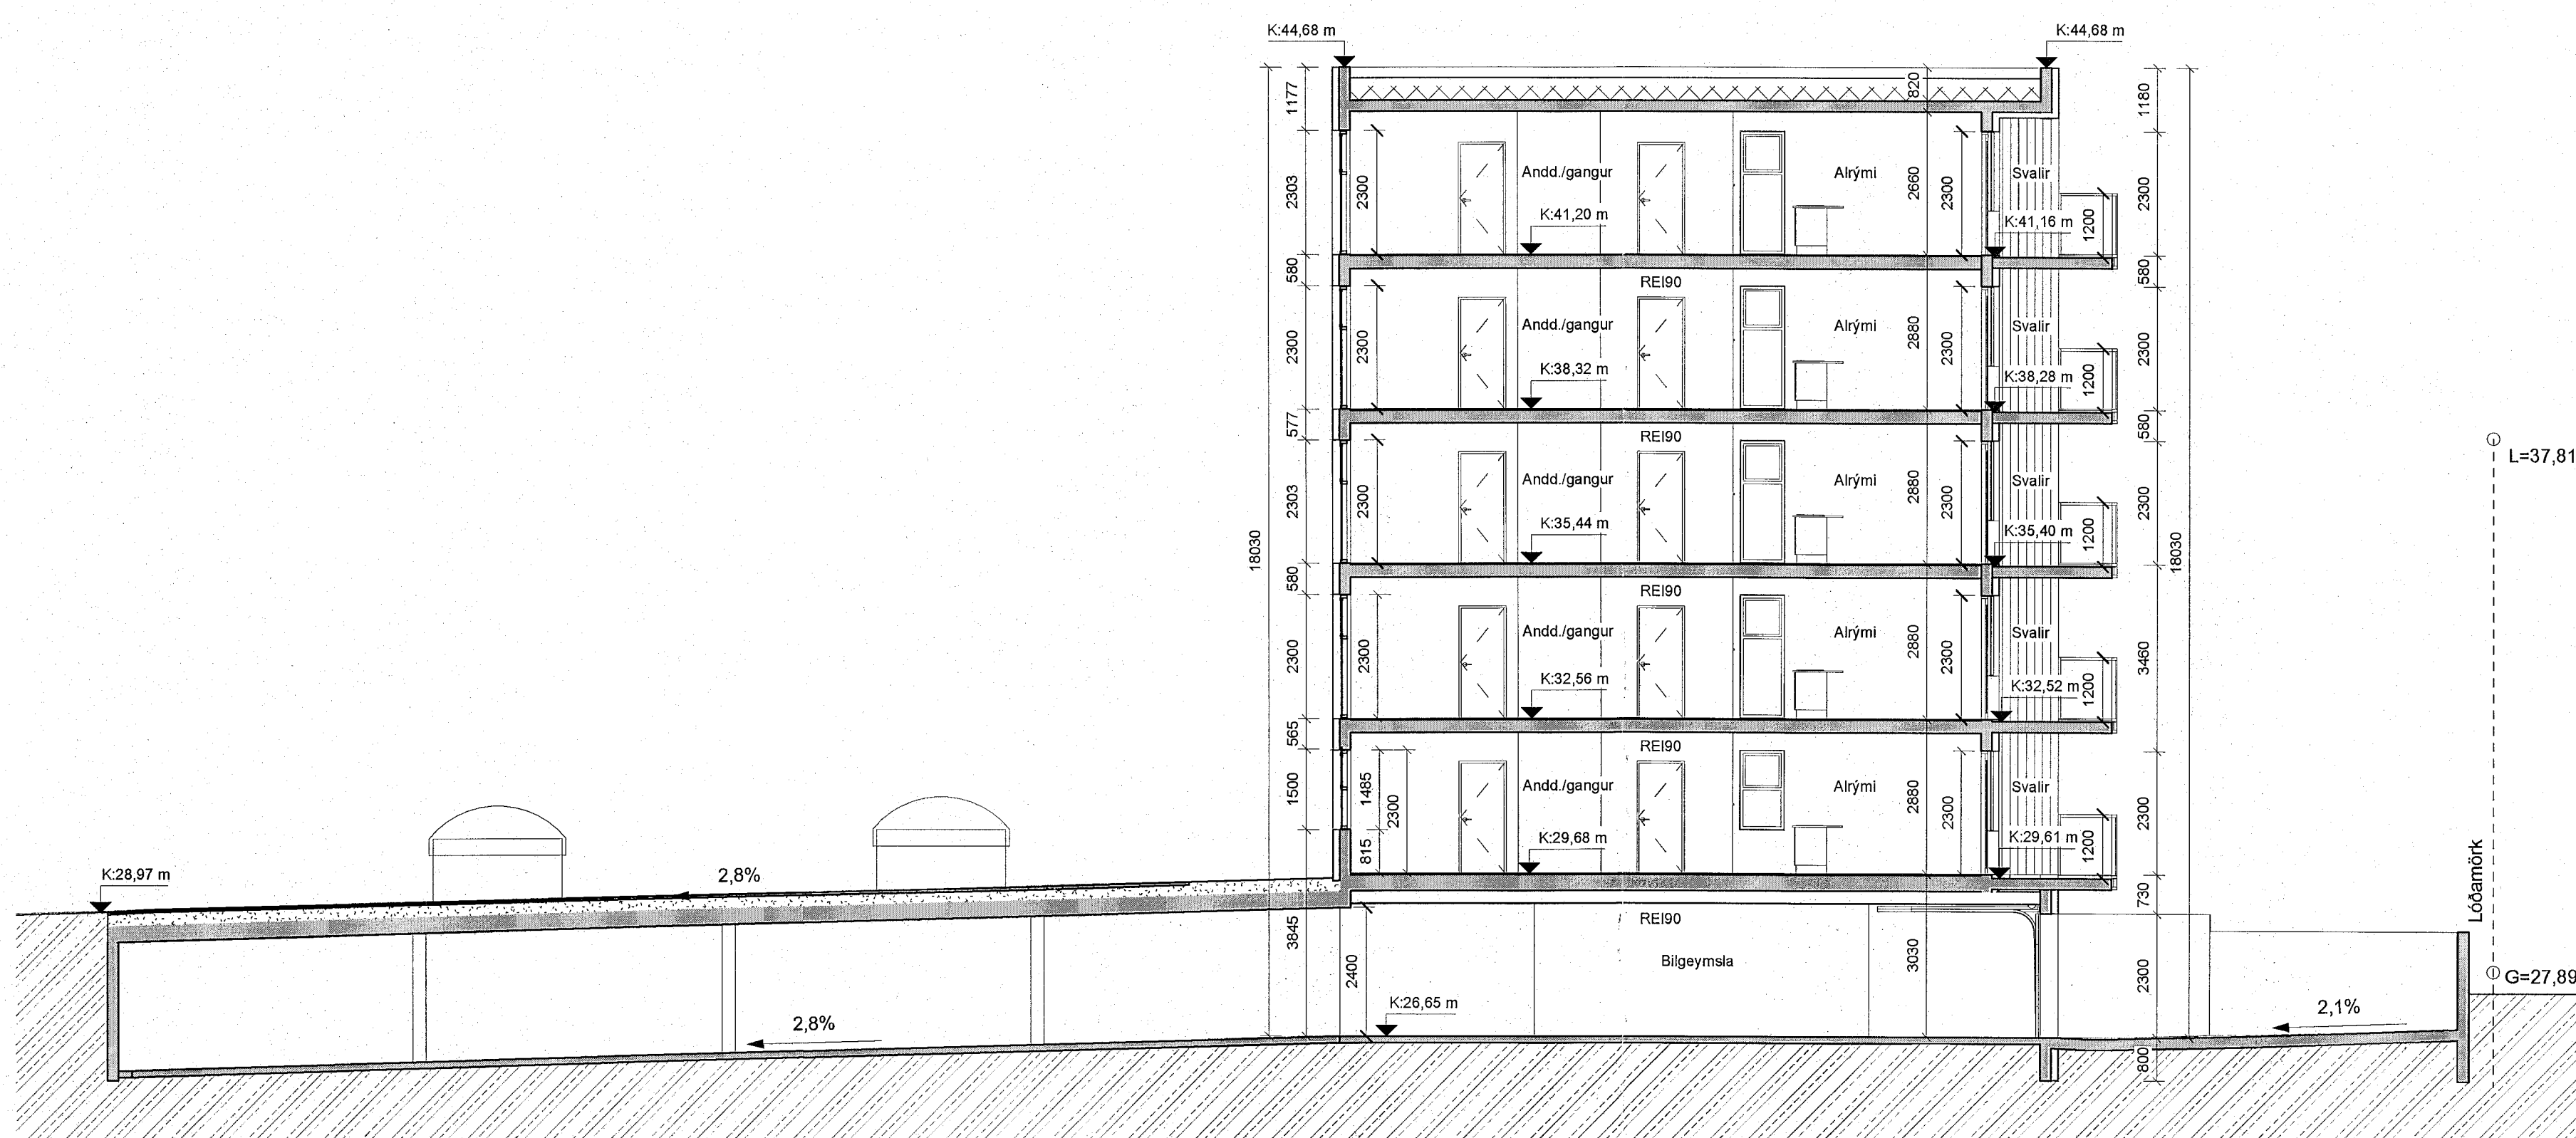 K:44,68 m
K:44,68 m
1177
820
1180
2303
2300
Andd./gangur
Alrými
2660
2300
Svalir
2300
K:41,20 m
K:41,16 m
1200
580
REI90
580
2300
2300
Andd./gangur
Alrými
2880
2300
Svalir
2300
K:38,32 m
K:38,28 m
1200
577
REI90
580
L=37,81
2303
2300
Andd./gangur
Alrými
2880
2300
Svalir
2300
K:35,44 m
K:35,40 m
1200
18030
18030
580
REI90
2300
2300
Andd./gangur
Alrými
2880
2300
Svalir
3460
K:32,56 m
K:32,52 m
1200
565
REI90
1500
1485
2300
Andd./gangur
Alrými
2880
2300
Svalir
2300
815
K:29,68 m
K:29,61 m
1200
K:28,97 m
2,8%
730
Lóðamörk
3845
REI90
2400
Bílgeymsla
3030
2300
G=27,89
K:26,65 m
2,8%
2,1%
800